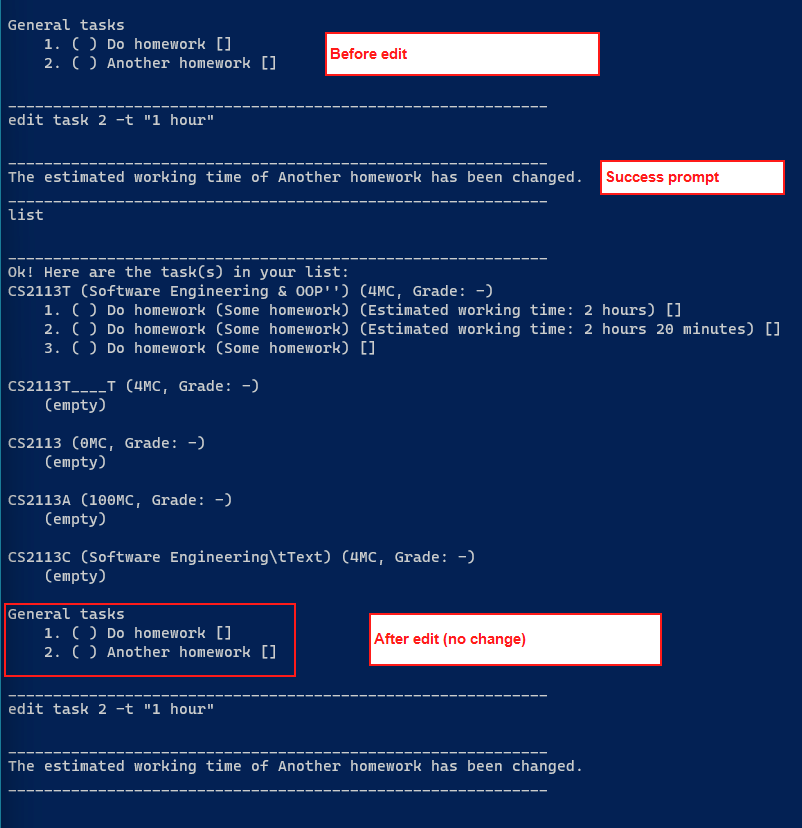 General tasks
1. ( ) Do homework []
2. ( ) Another homework []
Before edit
____________________________________________________________
edit task 2 -t "1 hour"
____________________________________________________________
The estimated working time of Another homework has been changed.
Success prompt
____________________________________________________________
list
____________________________________________________________
Ok! Here are the task(s) in your list:
CS2113T (Software Engineering & OOP'') (4MC, Grade: -)
1. ( ) Do homework (Some homework) (Estimated working time: 2 hours) []
2. ( ) Do homework (Some homework) (Estimated working time: 2 hours 20 minutes) []
3. ( ) Do homework (Some homework) []
CS2113T____T (4MC, Grade: -)
(empty)
CS2113 (0MC, Grade: -)
(empty)
CS2113A (100MC, Grade: -)
(empty)
CS2113C (Software Engineering\tText) (4MC, Grade: -)
(empty)
General tasks
1. ( ) Do homework []
2. ( ) Another homework []
After edit (no change)
____________________________________________________________
edit task 2 -t "1 hour"
____________________________________________________________
The estimated working time of Another homework has been changed.
____________________________________________________________